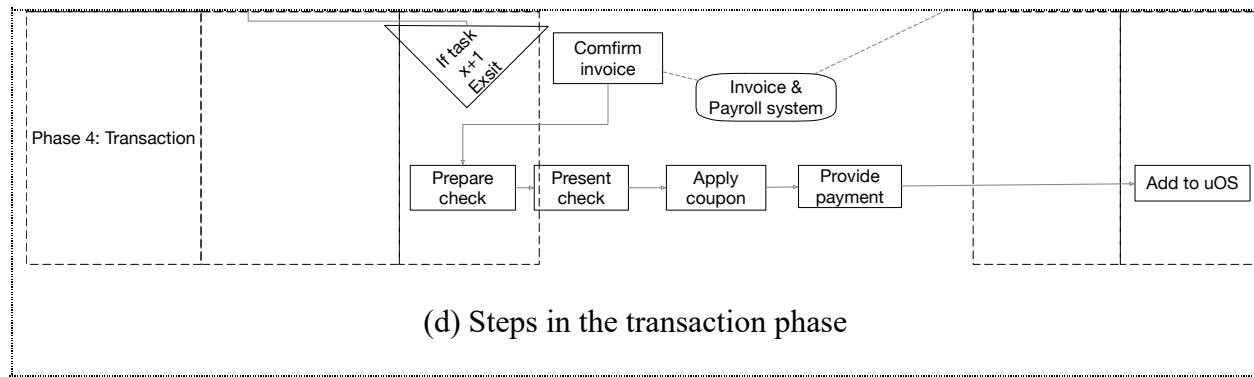 If task
x+1
Exsit
Comfirm
invoice
Invoice &
Payroll system
Phase 4: Transaction
Prepare
check
Present
check
Apply
coupon
Provide
payment
Add to uOS
(d) Steps in the transaction phase